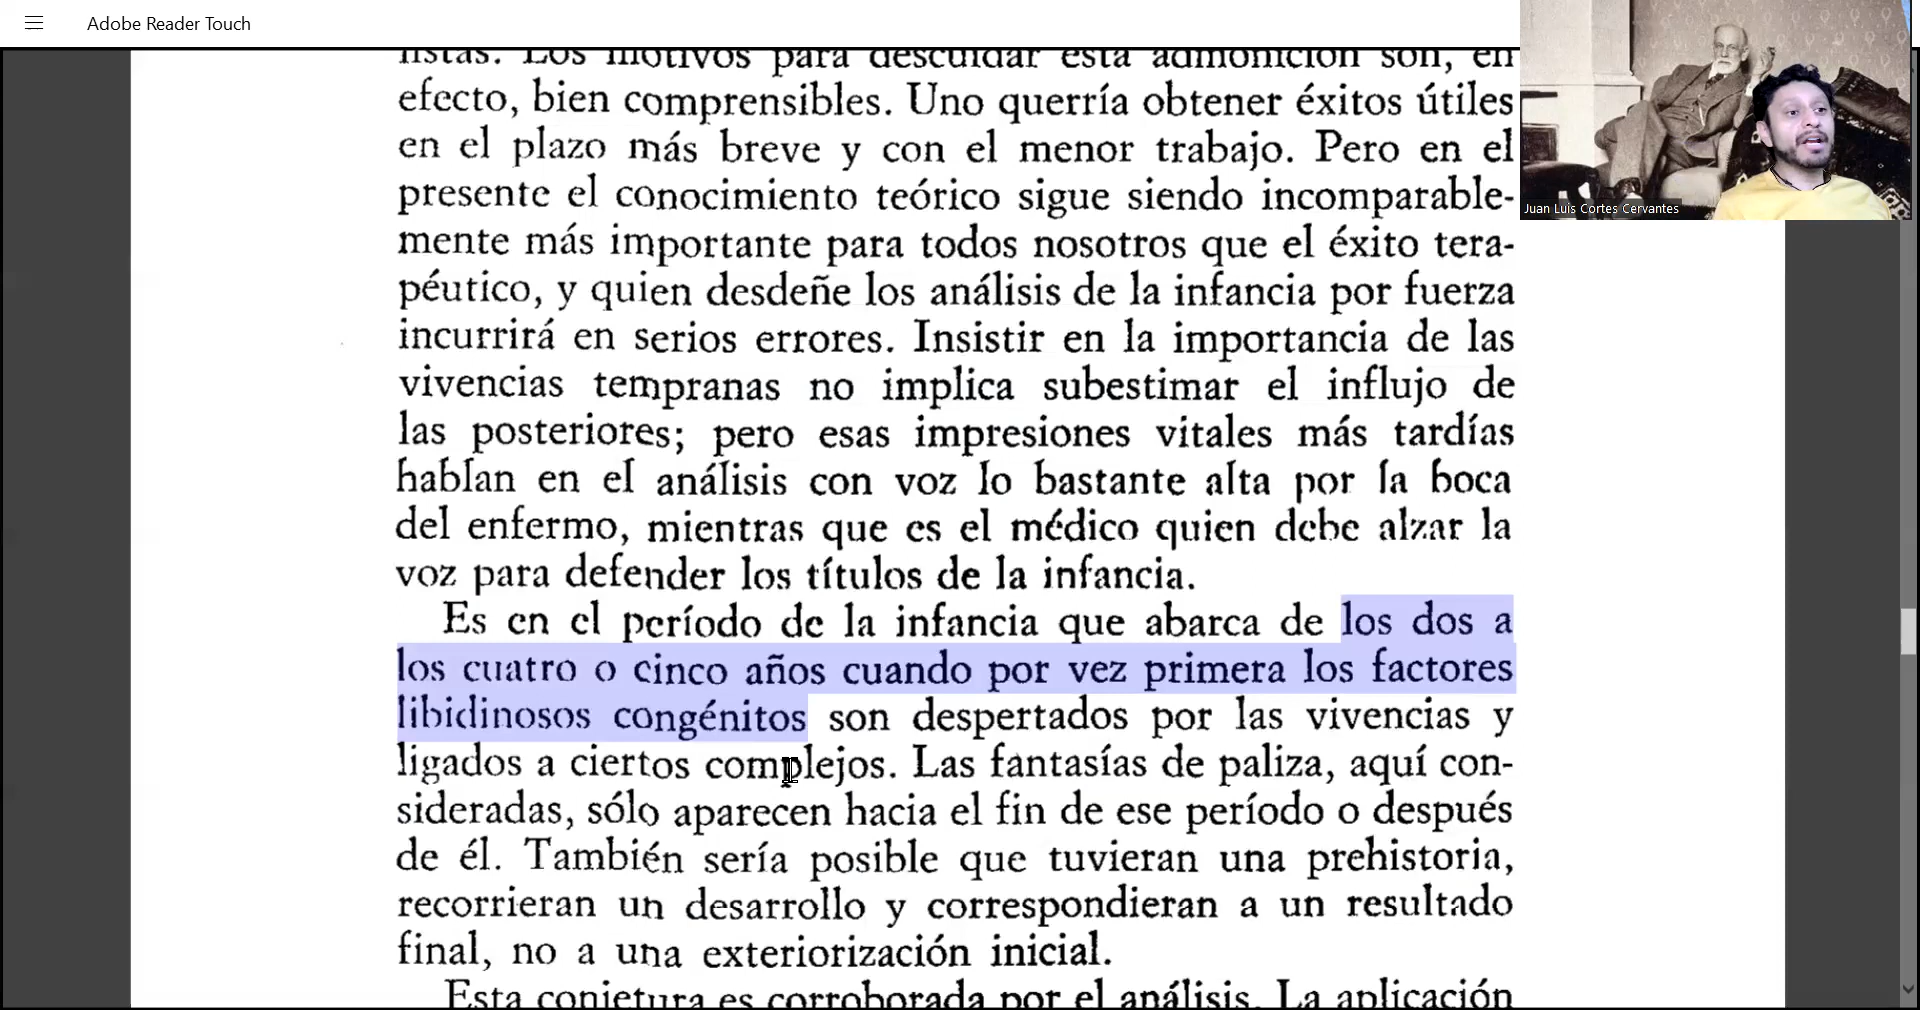 Adobe Reader Touch
listas. Los motivos para descuidar esta admonición son, en
efecto, bien comprensibles. Uno querría obtener éxitos útiles
en el plazo más breve y con el menor trabajo. Pero en el
presente el conocimiento teórico sigue siendo incomparable-
mente más importante para todos nosotros que el éxito tera-
péutico, y quien desdeñe los análisis de la infancia por fuerza
incurrirá en serios errores. Insistir en la importancia de las
vivencias tempranas no implica subestimar el influjo de
las posteriores; pero esas impresiones vitales más tardías
hablan en el análisis con voz lo bastante alta por la boca
del enfermo, mientras que es el médico quien debe alzar la
voz para defender los títulos de la infancia.
Es en el período de la infancia que abarca de los dos a
los cuatro o cinco años cuando por vez primera los factores
libidinosos congénitos son despertados por las vivencias y
ligados a ciertos complejos. Las fantasías de paliza, aquí con-
sideradas, sólo aparecen hacia el fin de ese período o después
de él. También sería posible que tuvieran una prehistoria,
recorrieran un desarrollo y correspondieran a un resultado
final, no a una exteriorización inicial.
Esta conjetura es corroborada por el análisis. La aplicación
Juan Luis Cortes Cervantes